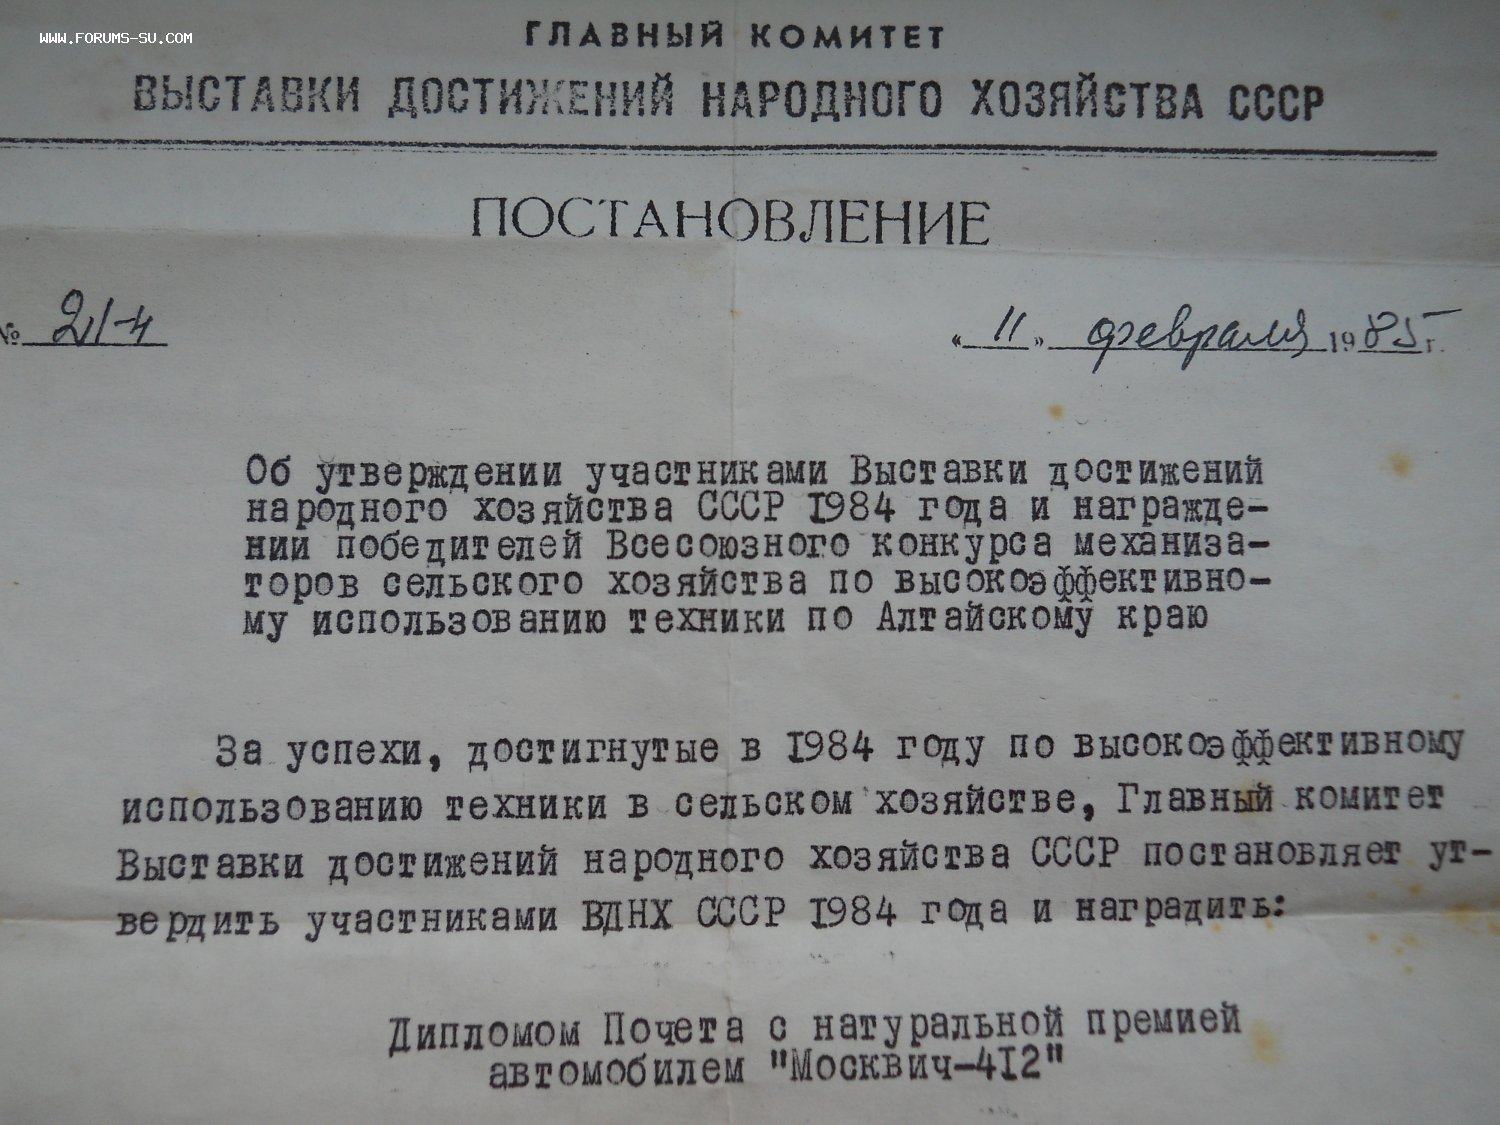 WWW.FORUMS-SU.COM
ГЛАВНЫЙ КОМИТЕТ
ВЫСТАВКИ ДОСТИЖЕНИЙ НАРОДНОГО ХОЗЯЙСТВА СССР
ПОСТАНОВЛЕНИЕ
№ 21-Ч «11» февраля 1985 г.
Об утверждении участниками Выставки достижений
народного хозяйства СССР 1984 года и награжде-
нии победителей Всесоюзного конкурса механиза-
торов сельского хозяйства по высокоэффективно-
му использованию техники по Алтайскому краю
За успехи, достигнутые в 1984 году по высокоэффективному
использованию техники в сельском хозяйстве, Главный комитет
Выставки достижений народного хозяйства СССР постановляет ут-
вердить участниками ВДНХ СССР 1984 года и наградить:
Дипломом Почета с натуральной премией
автомобилем "Москвич-412"